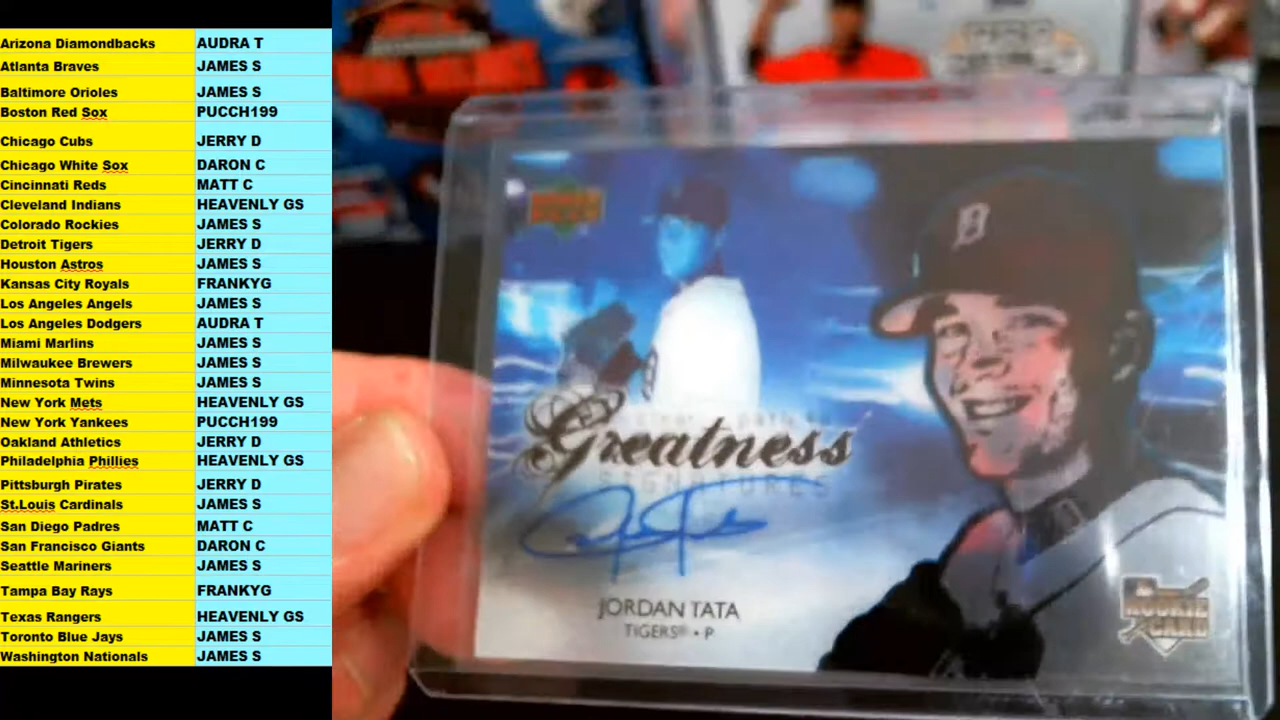 Arizona Diamondbacks AUDRA T
Atlanta Braves JAMES S
Baltimore Orioles JAMES S
Boston Red Sox PUCCH199
Chicago Cubs JERRY D
Chicago White Sox DARON C
Cincinnati Reds MATT C
Cleveland Indians HEAVENLY GS
Colorado Rockies JAMES S
Detroit Tigers JERRY D
Houston Astros JAMES S
Kansas City Royals FRANKYG
Los Angeles Angels JAMES S
Los Angeles Dodgers AUDRA T
Miami Marlins JAMES S
Milwaukee Brewers JAMES S
Minnesota Twins JAMES S
New York Mets HEAVENLY GS
New York Yankees PUCCH199
Oakland Athletics JERRY D
Philadelphia Phillies HEAVENLY GS
Pittsburgh Pirates JERRY D
St.Louis Cardinals JAMES S
San Diego Padres MATT C
San Francisco Giants DARON C
Seattle Mariners JAMES S
Tampa Bay Rays FRANKYG
Texas Rangers HEAVENLY GS
Toronto Blue Jays JAMES S
Washington Nationals JAMES S
D
path to
Greatness
SIGNATURES
JORDAN TATA
TIGERS® • P
ROOKIE
CARD